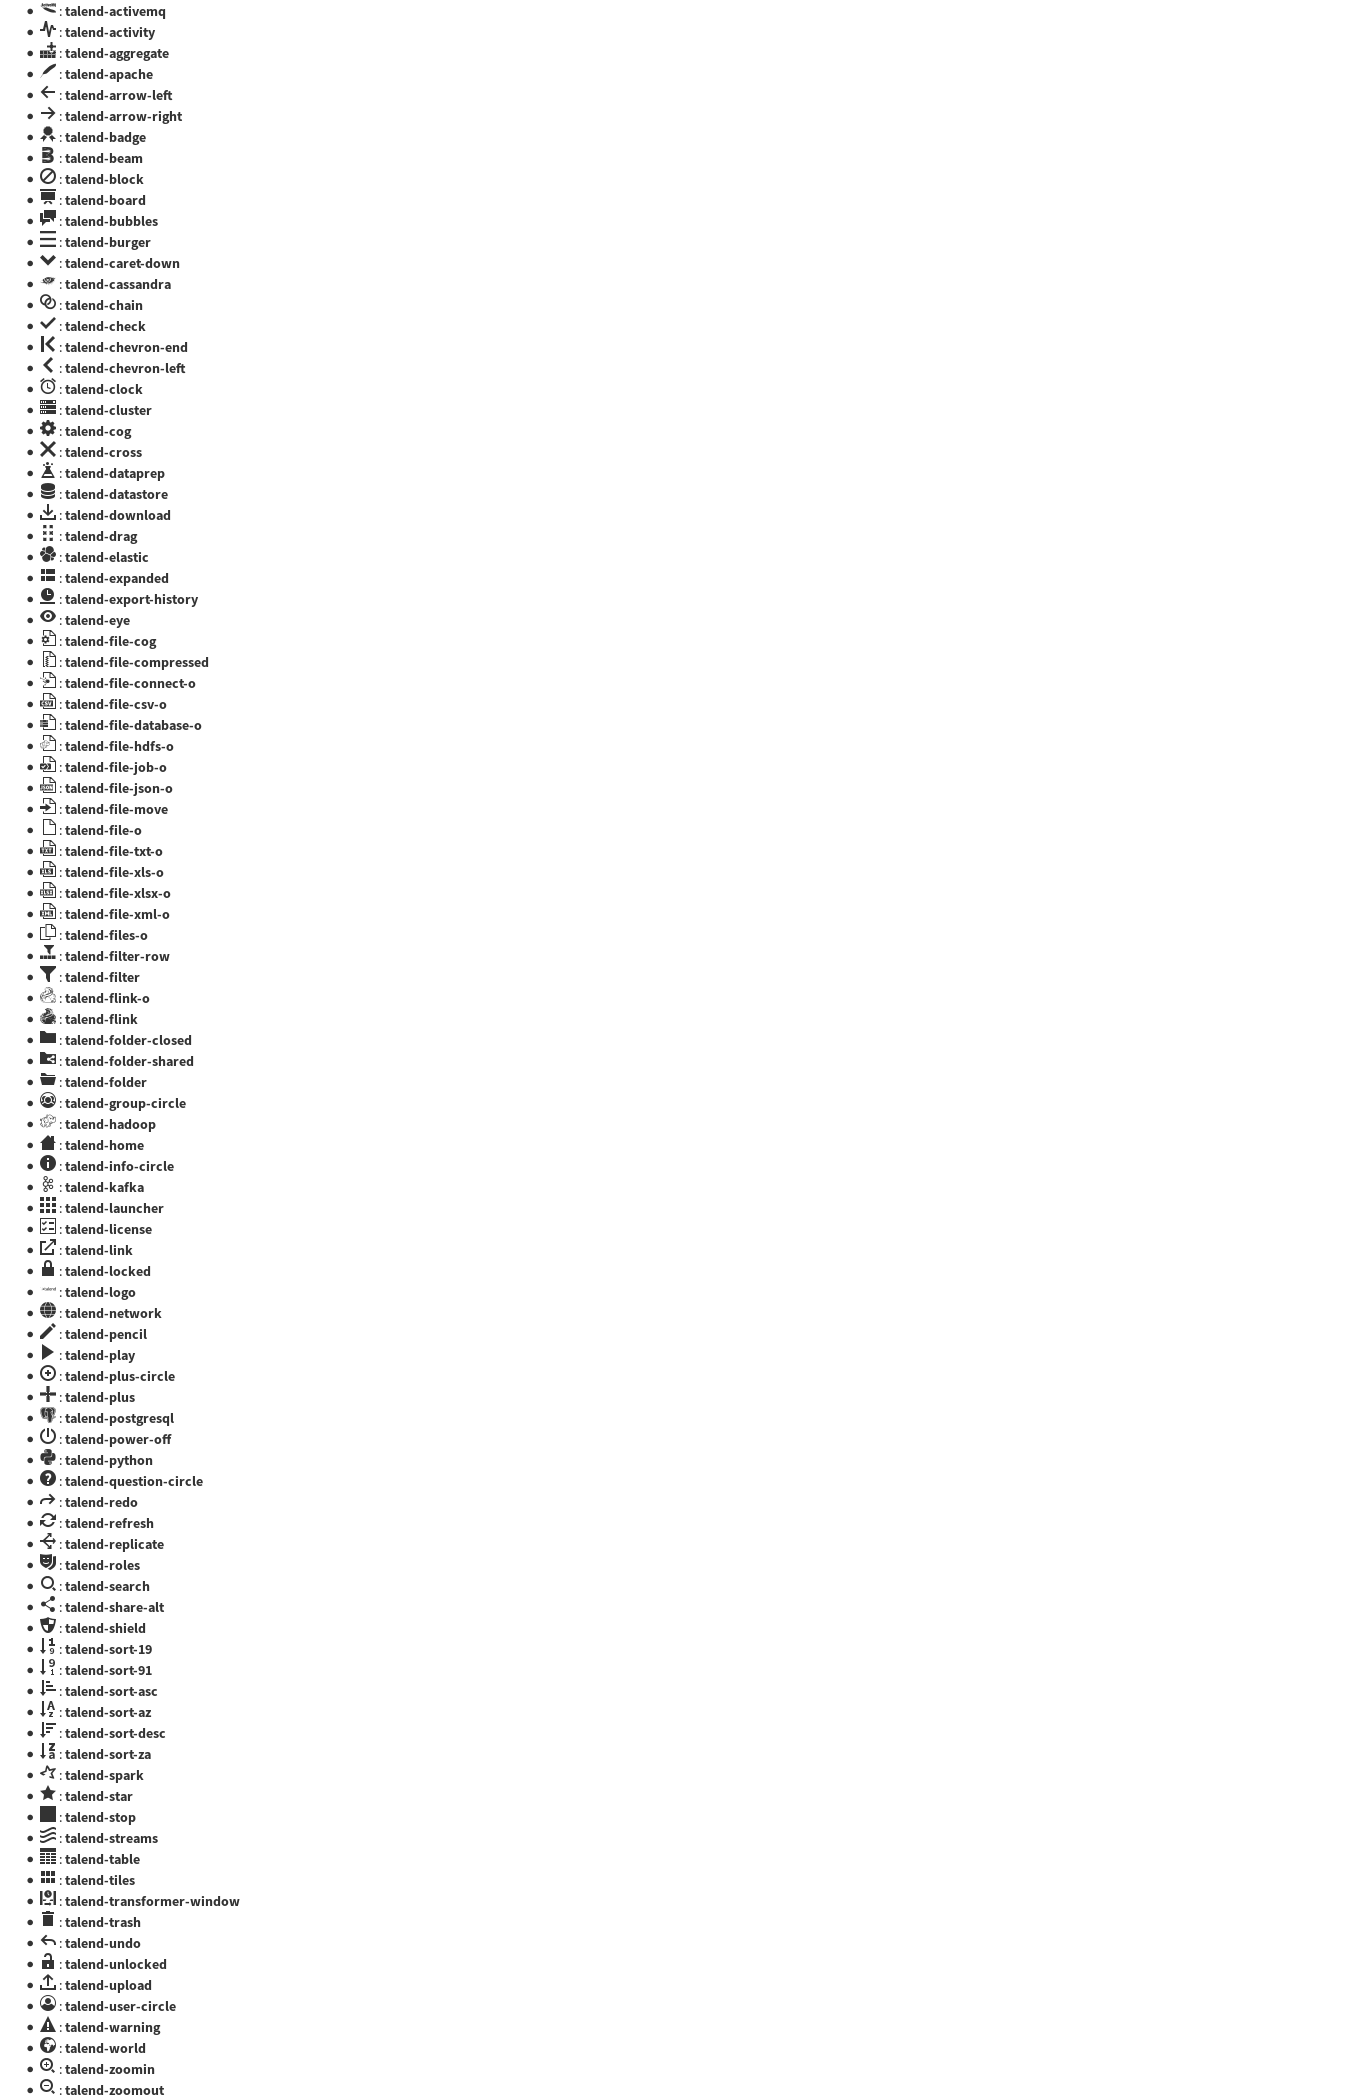 : talend-activemq
: talend-activity
: talend-aggregate
: talend-apache
: talend-arrow-left
: talend-arrow-right
: talend-badge
: talend-beam
: talend-block
: talend-board
: talend-bubbles
: talend-burger
: talend-caret-down
: talend-cassandra
: talend-chain
: talend-check
: talend-chevron-end
: talend-chevron-left
: talend-clock
: talend-cluster
: talend-cog
: talend-cross
: talend-dataprep
: talend-datastore
: talend-download
: talend-drag
: talend-elastic
: talend-expanded
: talend-export-history
: talend-eye
: talend-file-cog
: talend-file-compressed
: talend-file-connect-o
: talend-file-csv-o
: talend-file-database-o
: talend-file-hdfs-o
: talend-file-job-o
: talend-file-json-o
: talend-file-move
: talend-file-o
: talend-file-txt-o
: talend-file-xls-o
: talend-file-xlsx-o
: talend-file-xml-o
: talend-files-o
: talend-filter-row
: talend-filter
: talend-flink-o
: talend-flink
: talend-folder-closed
: talend-folder-shared
: talend-folder
: talend-group-circle
: talend-hadoop
: talend-home
: talend-info-circle
: talend-kafka
: talend-launcher
: talend-license
: talend-link
: talend-locked
: talend-logo
: talend-network
: talend-pencil
: talend-play
: talend-plus-circle
: talend-plus
: talend-postgresql
: talend-power-off
: talend-python
: talend-question-circle
: talend-redo
: talend-refresh
: talend-replicate
: talend-roles
: talend-search
: talend-share-alt
: talend-shield
: talend-sort-19
: talend-sort-91
: talend-sort-asc
: talend-sort-az
: talend-sort-desc
: talend-sort-za
: talend-spark
: talend-star
: talend-stop
: talend-streams
: talend-table
: talend-tiles
: talend-transformer-window
: talend-trash
: talend-undo
: talend-unlocked
: talend-upload
: talend-user-circle
: talend-warning
: talend-world
: talend-zoomin
: talend-zoomout